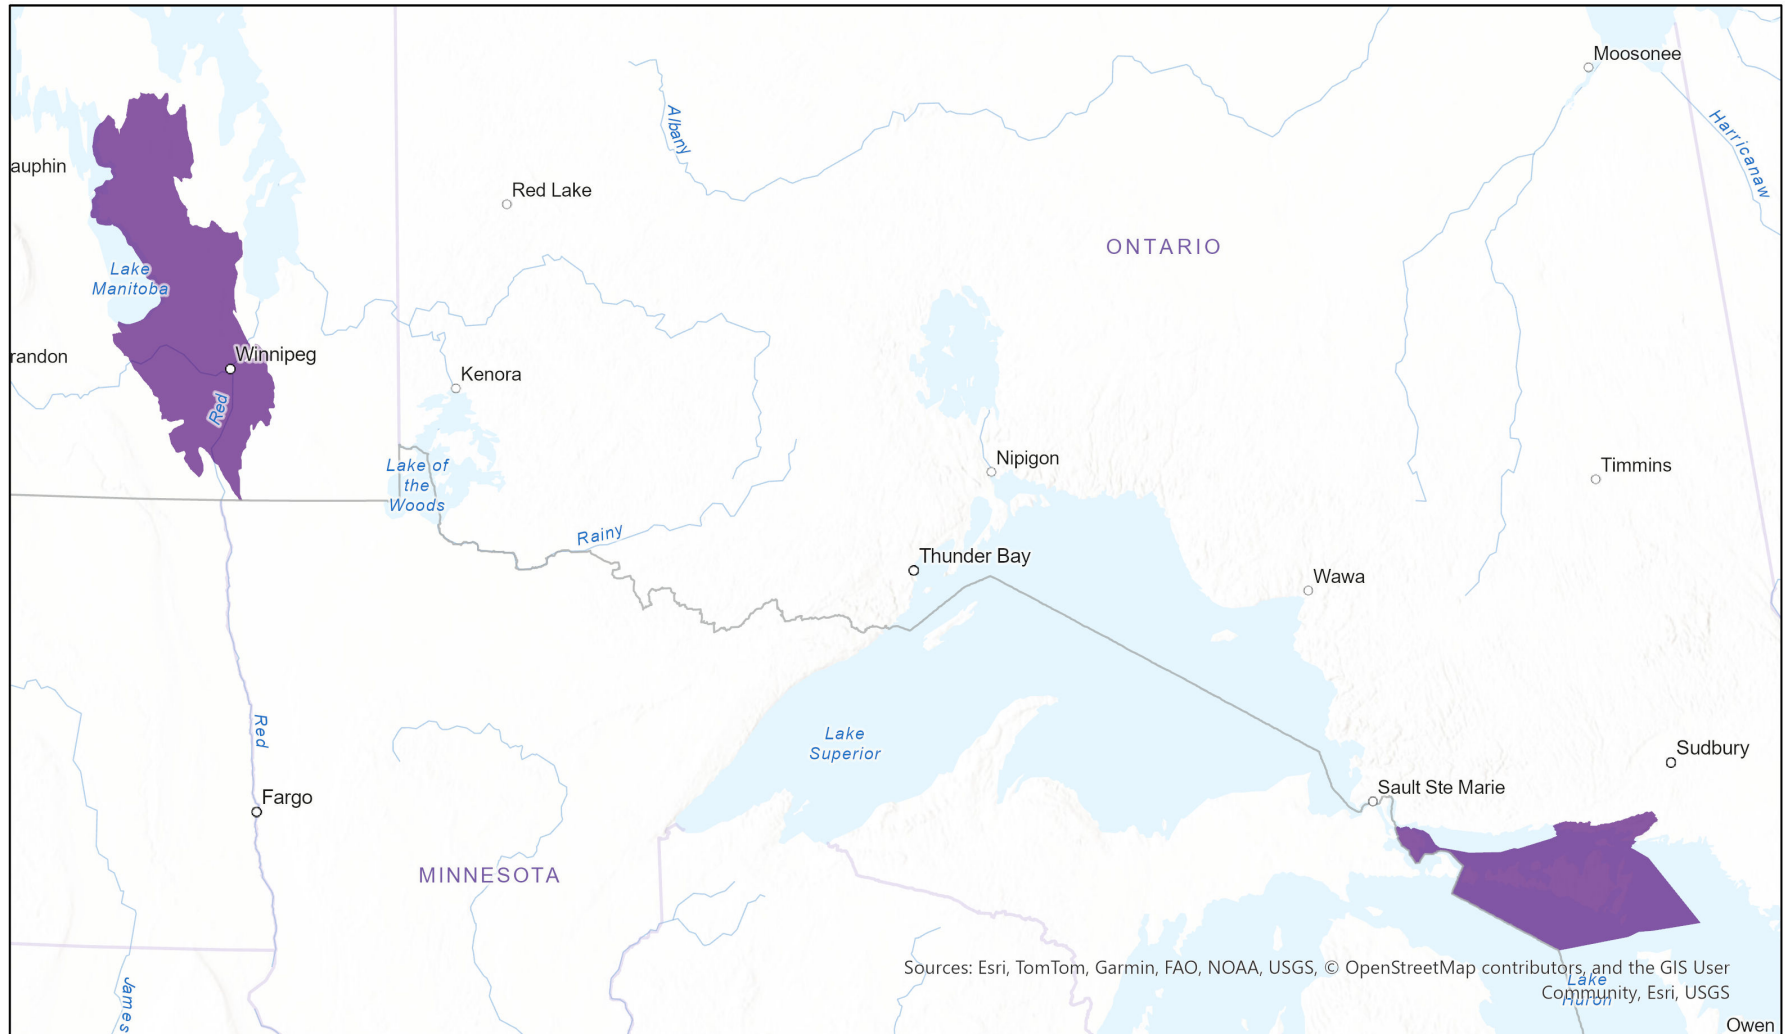 Moosonee
Harricanaw
Albany
auphin
Red Lake
ONTARIO
Lake
Manitoba
Winnipeg
randon
Kenora
Red
Lake of
the
Woods
Nipigon
Timmins
Rainy
Thunder Bay
Wawa
Red
Lake
Superior
Sudbury
Sault Ste Marie
Fargo
MINNESOTA
Sources: Esri, TomTom, Garmin, FAO, NOAA, USGS, © OpenStreetMap contributors, and the GIS User
Community, Esri, USGS
Lake
Huron
James
Owen